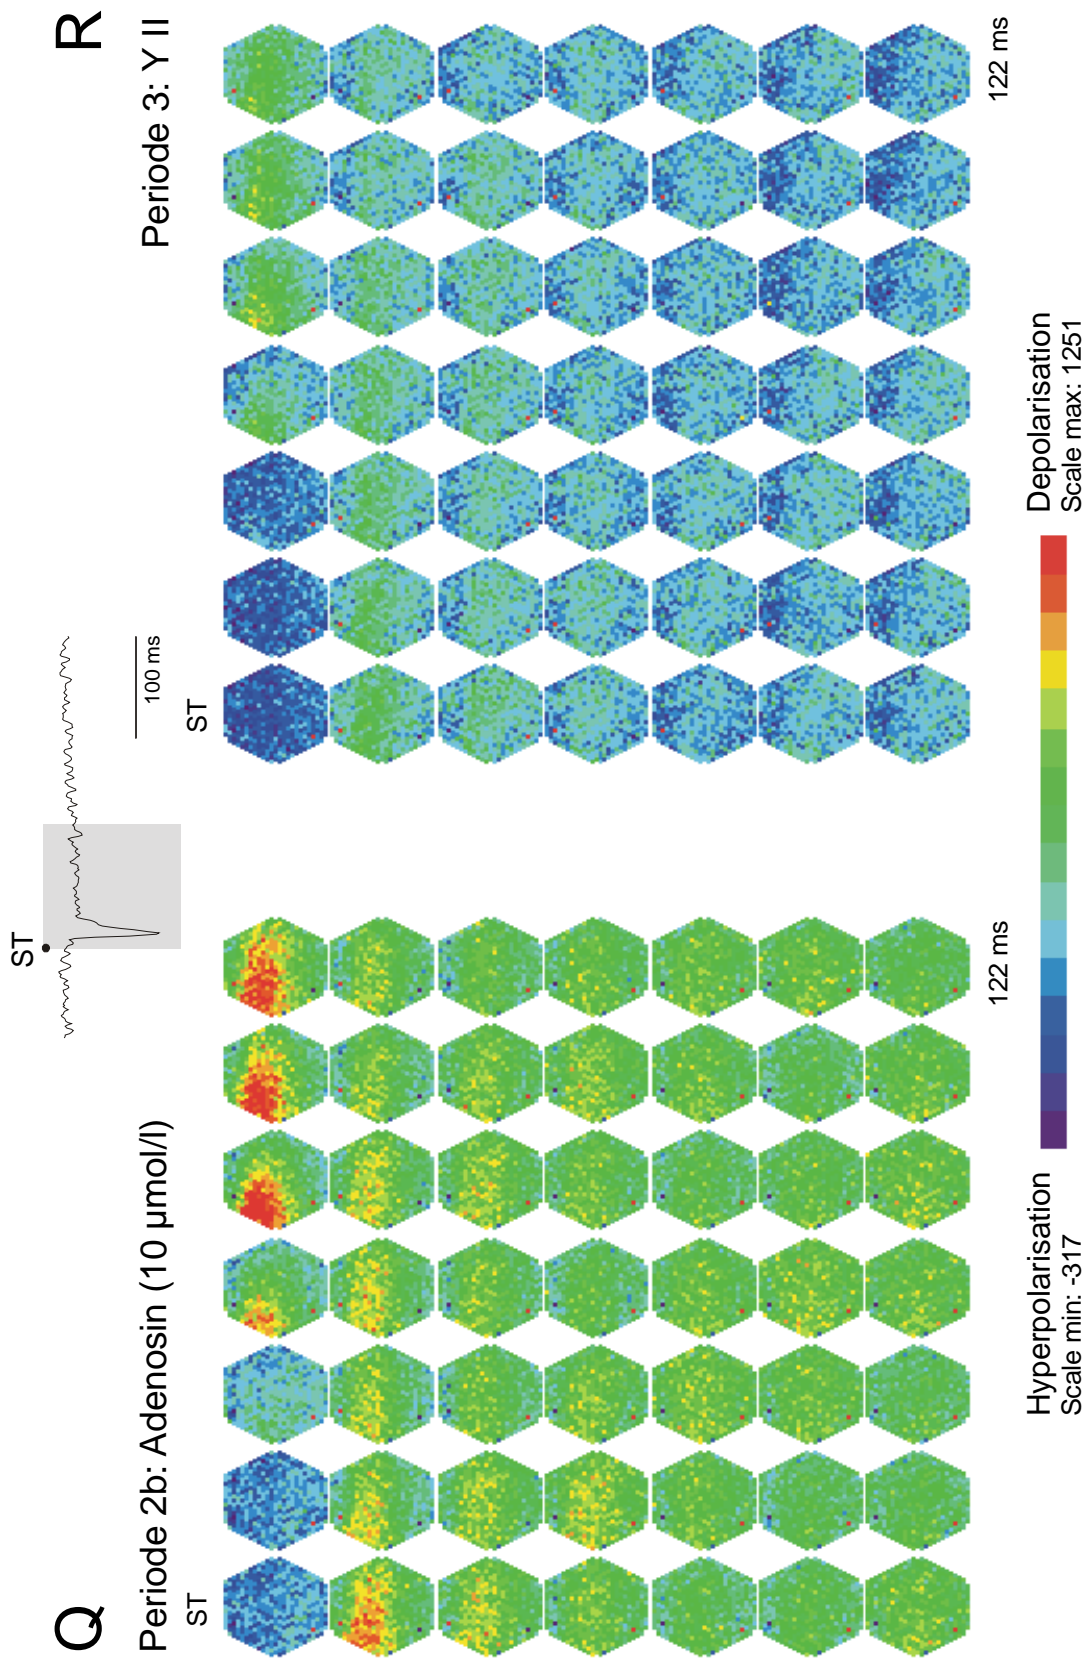 Q
Periode 2b: Adenosin (10 µmol/l)
ST
122 ms
ST
100 ms
R
Periode 3: Y II
ST
122 ms
Hyperpolarisation
Scale min: -317
Depolarisation
Scale max: 1251